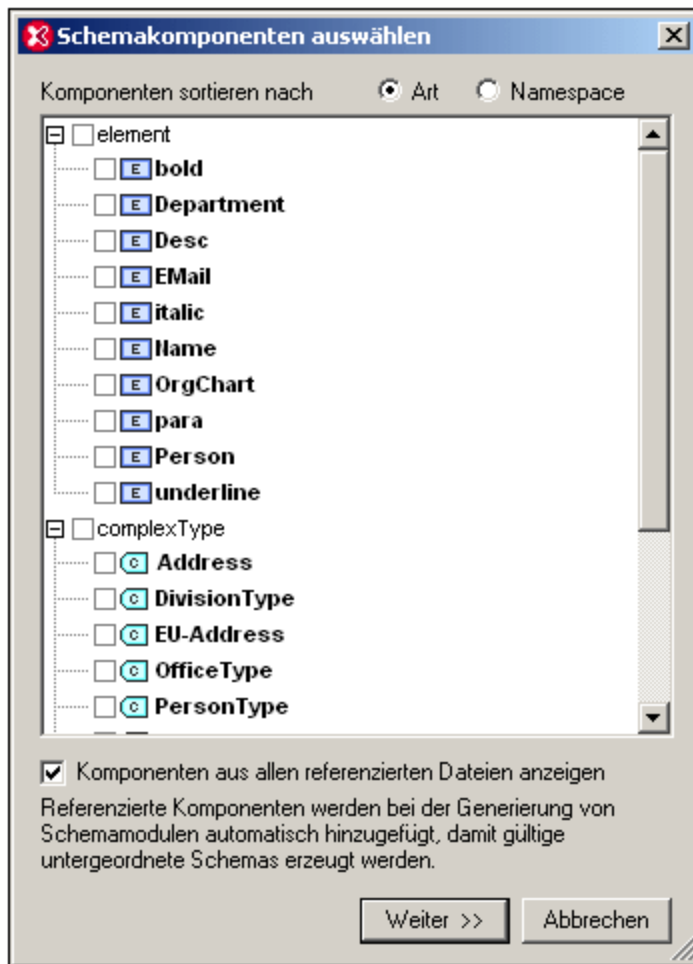 Schemakomponenten auswählen
Komponenten sortieren nach Art Namespace
element
E bold
E Department
E Desc
E EMail
E italic
E Name
E OrgChart
E para
E Person
E underline
complexType
C Address
C DivisionType
C EU-Address
C OfficeType
C PersonType
Komponenten aus allen referenzierten Dateien anzeigen
Referenzierte Komponenten werden bei der Generierung von
Schemamodulen automatisch hinzugefügt, damit gültige
untergeordnete Schemas erzeugt werden.
Weiter >> Abbrechen